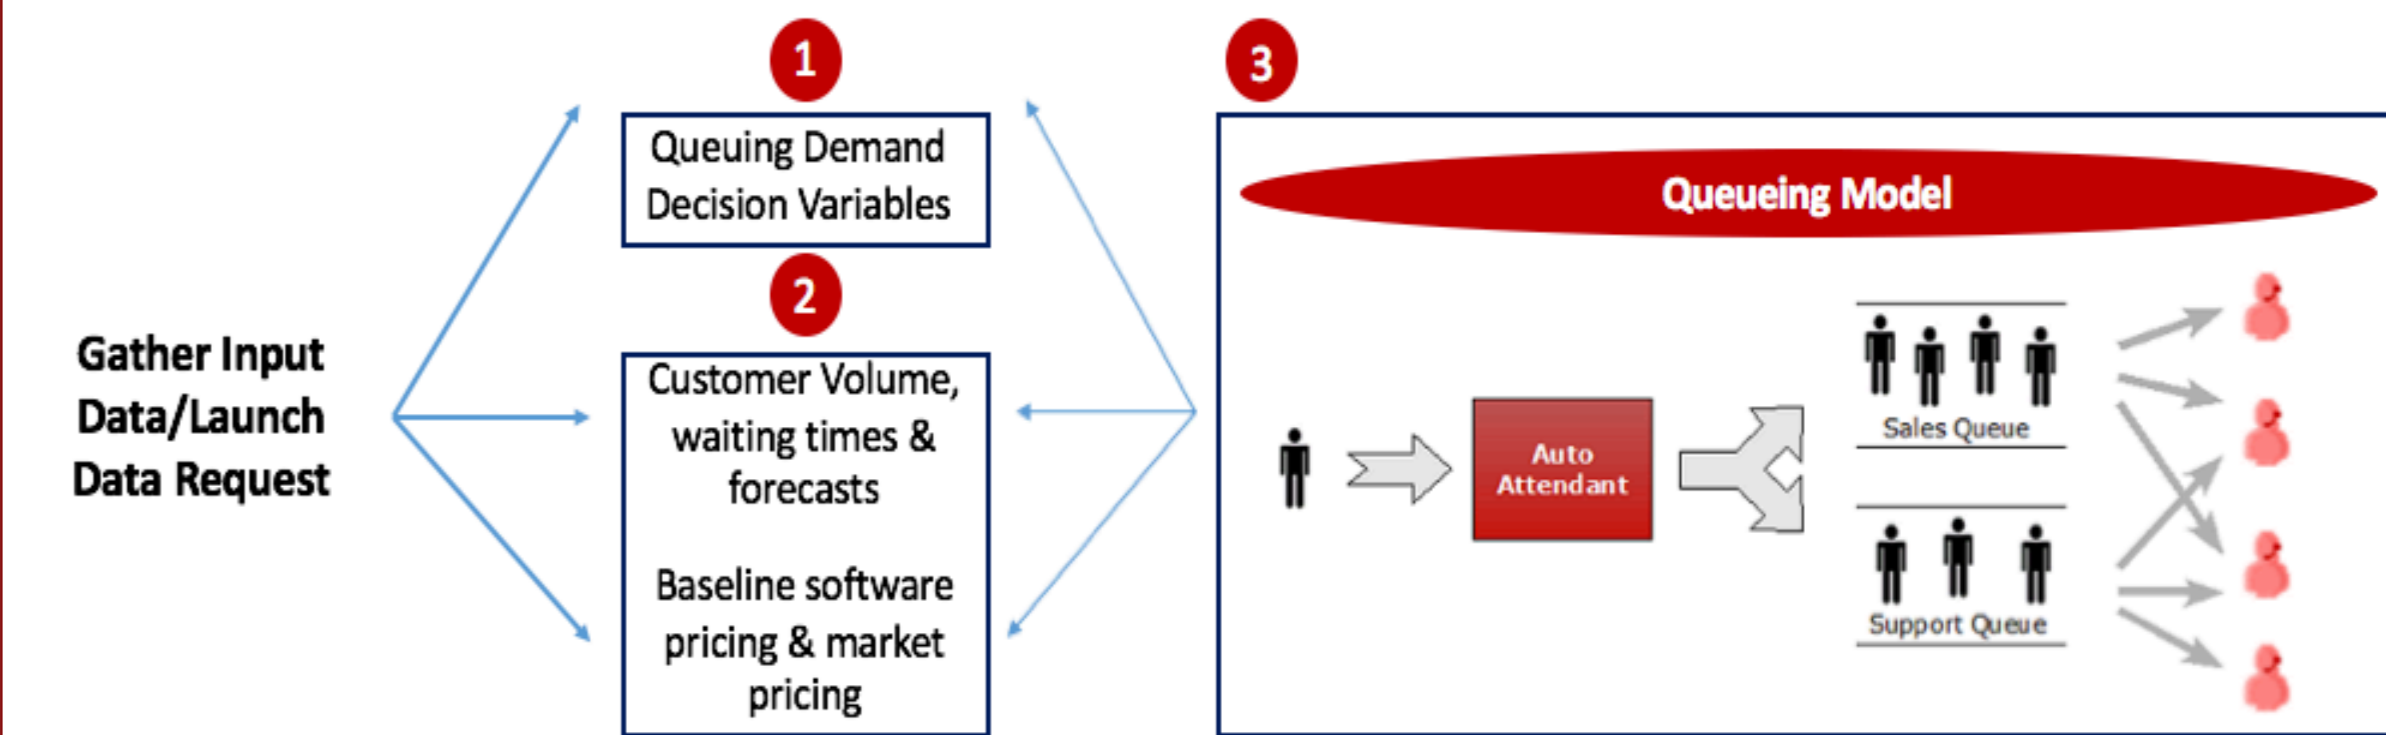 Gather Input
Data/Launch
Data Request
1
Queuing Demand
Decision Variables
2
Customer Volume,
waiting times &
forecasts
Baseline software
pricing & market
pricing
3
Queueing Model
Auto
Attendant
Sales Queue
Support Queue